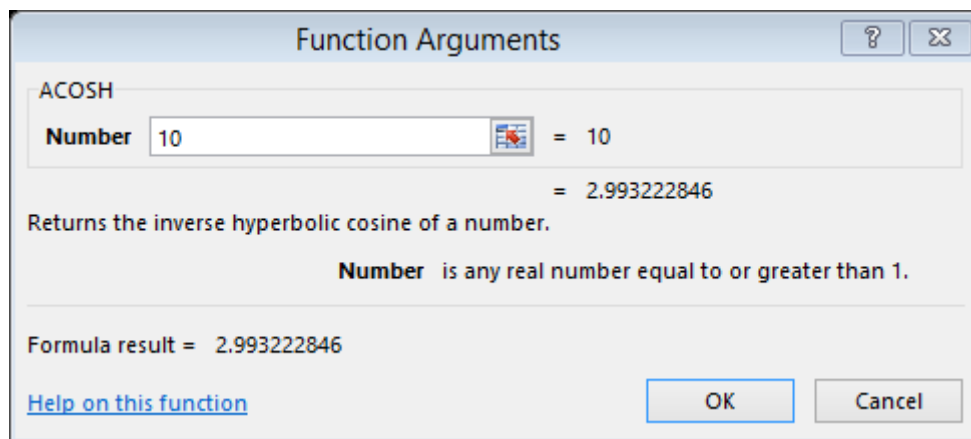 Function Arguments
ACOSH
Number 10 = 10
= 2.993222846
Returns the inverse hyperbolic cosine of a number.
Number is any real number equal to or greater than 1.
Formula result = 2.993222846
Help on this function OK Cancel